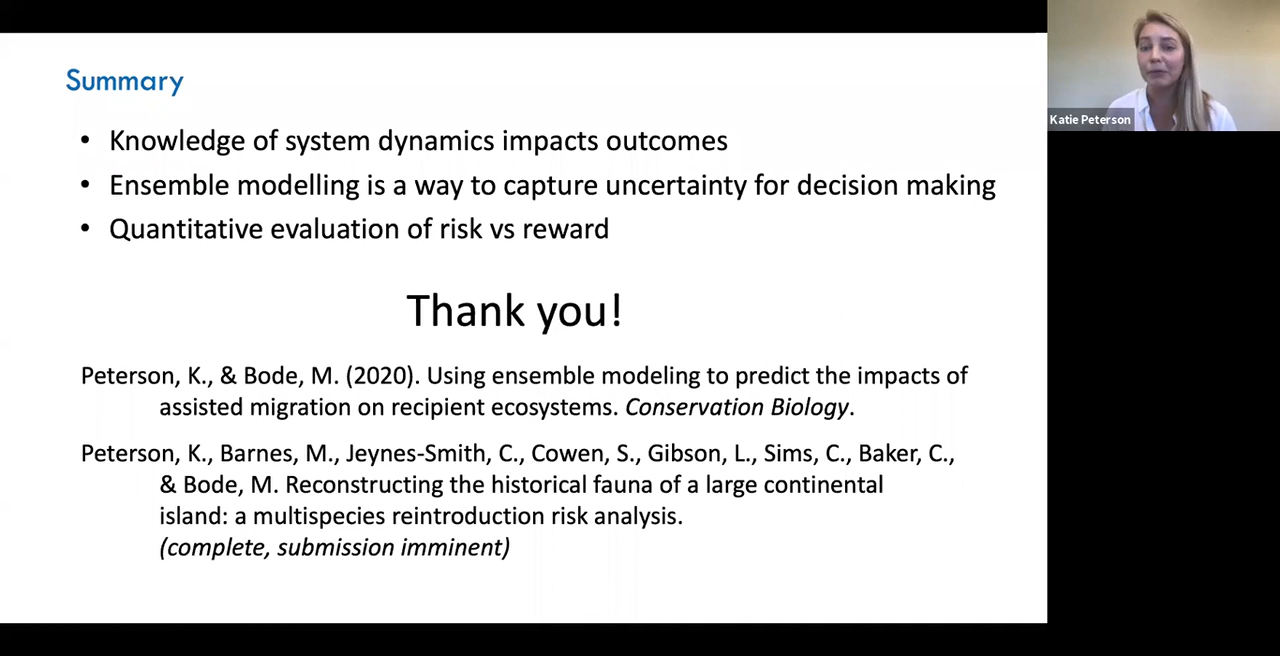 Summary
• Knowledge of system dynamics impacts outcomes
• Ensemble modelling is a way to capture uncertainty for decision making
• Quantitative evaluation of risk vs reward
Thank you!
Peterson, K., & Bode, M. (2020). Using ensemble modeling to predict the impacts of
assisted migration on recipient ecosystems. Conservation Biology.
Peterson, K., Barnes, M., Jeynes-Smith, C., Cowen, S., Gibson, L., Sims, C., Baker, C.,
& Bode, M. Reconstructing the historical fauna of a large continental
island: a multispecies reintroduction risk analysis.
(complete, submission imminent)
Katie Peterson